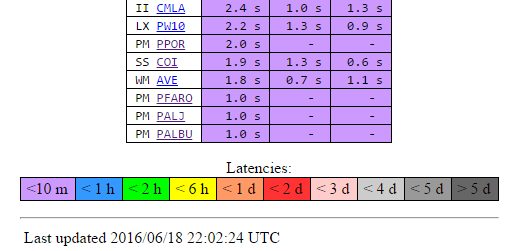 II CMLA 2.4 s 1.0 s 1.3 s
LX PW10 2.2 s 1.3 s 0.9 s
PM PPOR 2.0 s - -
SS COI 1.9 s 1.3 s 0.6 s
WM AVE 1.8 s 0.7 s 1.1 s
PM PFARO 1.0 s - -
PM PALJ 1.0 s - -
PM PALBU 1.0 s - -
Latencies:
<10 m < 1 h < 2 h < 6 h < 1 d < 2 d < 3 d < 4 d < 5 d > 5 d
Last updated 2016/06/18 22:02:24 UTC